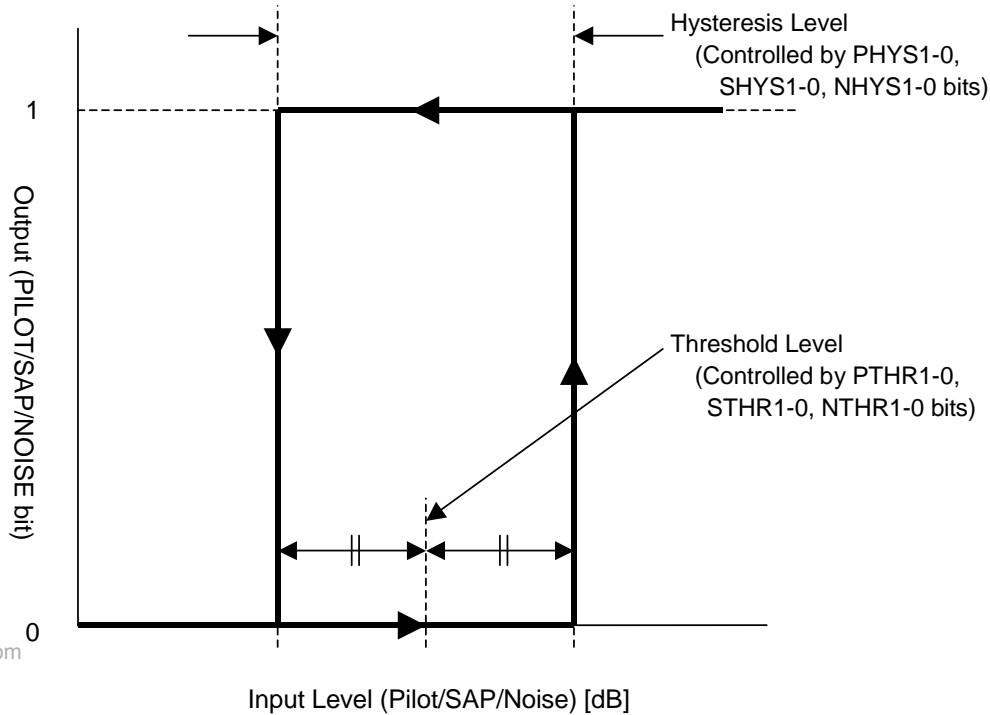 Hysteresis Level
(Controlled by PHYS1-0,
SHYS1-0, NHYS1-0 bits)
1
Output (PILOT/SAP/NOISE bit)
Threshold Level
(Controlled by PTHR1-0,
STHR1-0, NTHR1-0 bits)
0
om
Input Level (Pilot/SAP/Noise) [dB]